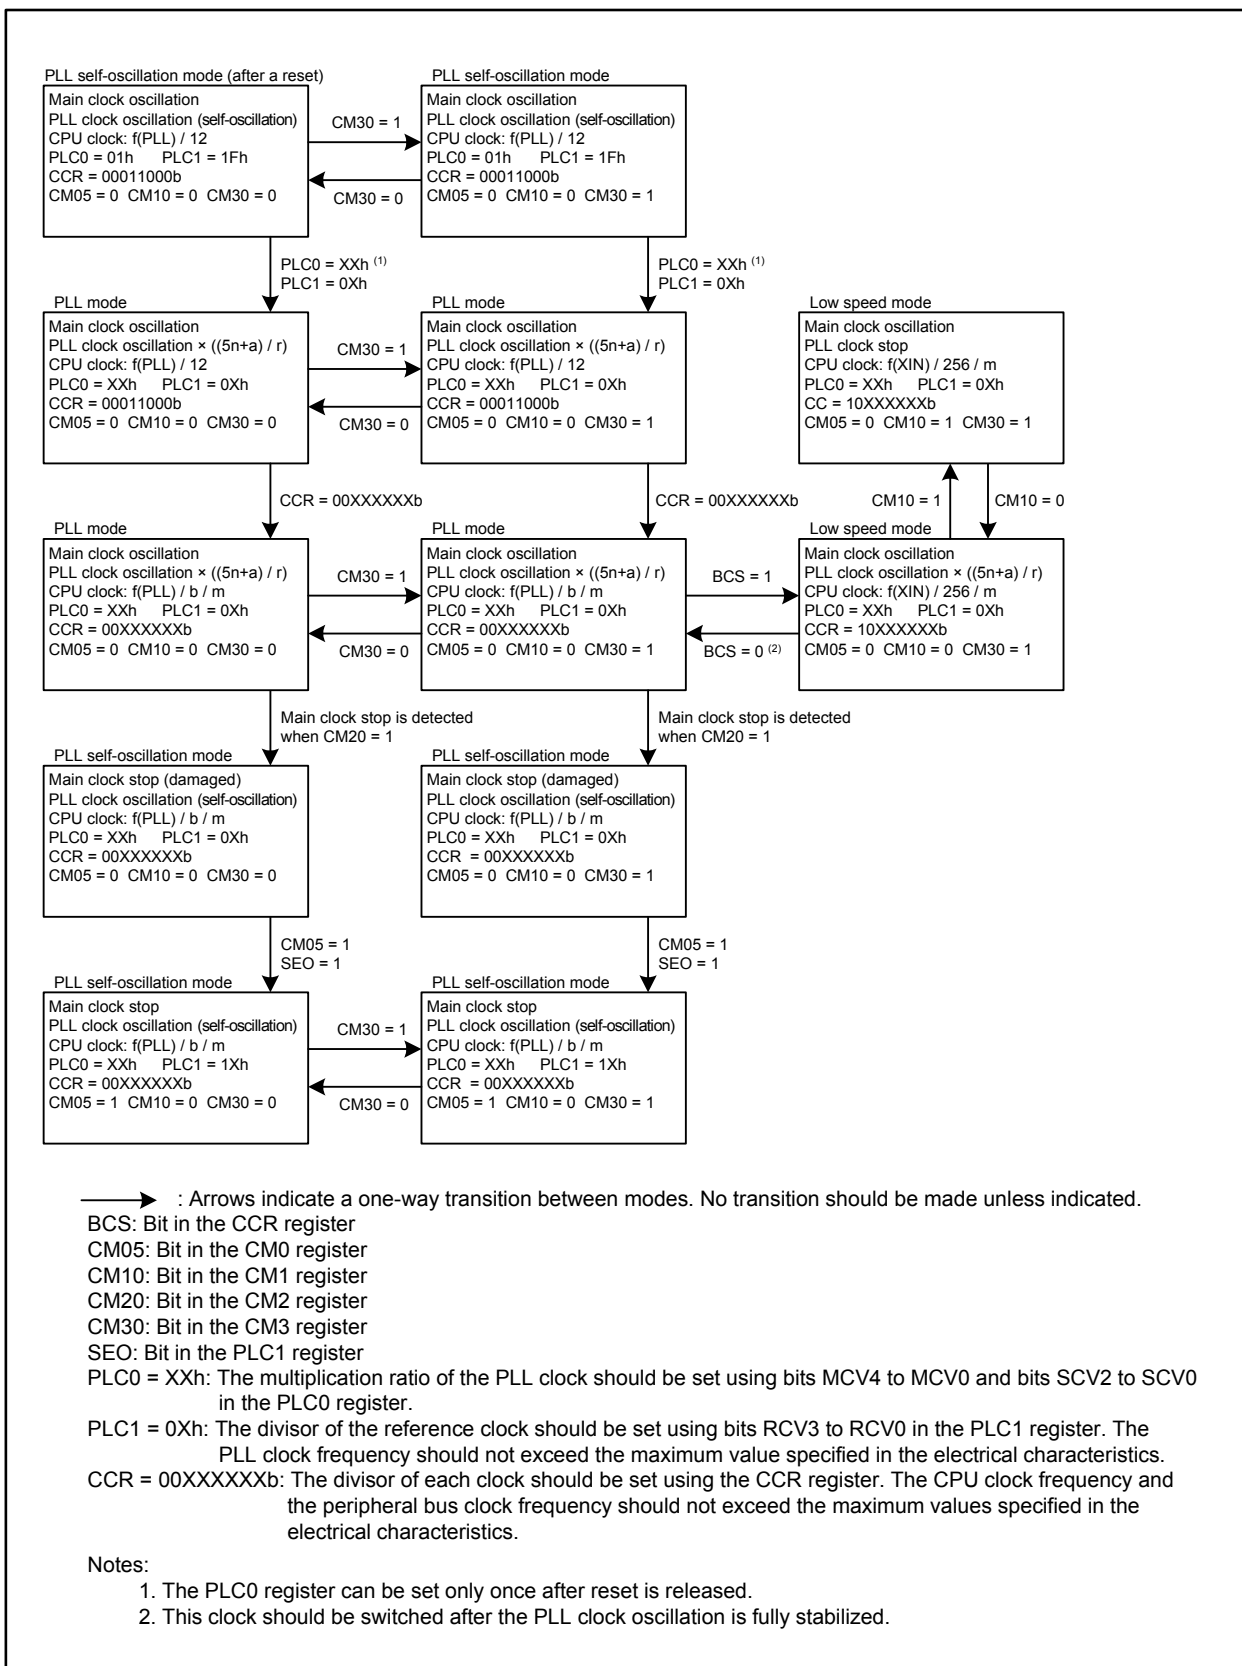 PLL self-oscillation mode (after a reset)
Main clock oscillation
PLL clock oscillation (self-oscillation)
CPU clock: f(PLL) / 12
PLC0 = 01h PLC1 = 1Fh
CCR = 00011000b
CM05 = 0 CM10 = 0 CM30 = 0
CM30 = 1
CM30 = 0
PLL self-oscillation mode
Main clock oscillation
PLL clock oscillation (self-oscillation)
CPU clock: f(PLL) / 12
PLC0 = 01h PLC1 = 1Fh
CCR = 00011000b
CM05 = 0 CM10 = 0 CM30 = 1
PLC0 = XXh (1)
PLC1 = 0Xh
PLC0 = XXh (1)
PLC1 = 0Xh
PLL mode
Main clock oscillation
PLL clock oscillation × ((5n+a) / r)
CPU clock: f(PLL) / 12
PLC0 = XXh PLC1 = 0Xh
CCR = 00011000b
CM05 = 0 CM10 = 0 CM30 = 0
CM30 = 1
CM30 = 0
PLL mode
Main clock oscillation
PLL clock oscillation × ((5n+a) / r)
CPU clock: f(PLL) / 12
PLC0 = XXh PLC1 = 0Xh
CCR = 00011000b
CM05 = 0 CM10 = 0 CM30 = 1
Low speed mode
Main clock oscillation
PLL clock stop
CPU clock: f(XIN) / 256 / m
PLC0 = XXh PLC1 = 0Xh
CC = 10XXXXXXb
CM05 = 0 CM10 = 1 CM30 = 1
CCR = 00XXXXXXb
CCR = 00XXXXXXb
CM10 = 1
CM10 = 0
PLL mode
Main clock oscillation
PLL clock oscillation × ((5n+a) / r)
CPU clock: f(PLL) / b / m
PLC0 = XXh PLC1 = 0Xh
CCR = 00XXXXXXb
CM05 = 0 CM10 = 0 CM30 = 0
CM30 = 1
CM30 = 0
PLL mode
Main clock oscillation
PLL clock oscillation × ((5n+a) / r)
CPU clock: f(PLL) / b / m
PLC0 = XXh PLC1 = 0Xh
CCR = 00XXXXXXb
CM05 = 0 CM10 = 0 CM30 = 1
BCS = 1
BCS = 0 (2)
Low speed mode
Main clock oscillation
PLL clock oscillation × ((5n+a) / r)
CPU clock: f(XIN) / 256 / m
PLC0 = XXh PLC1 = 0Xh
CCR = 10XXXXXXb
CM05 = 0 CM10 = 0 CM30 = 1
Main clock stop is detected
when CM20 = 1
Main clock stop is detected
when CM20 = 1
PLL self-oscillation mode
Main clock stop (damaged)
PLL clock oscillation (self-oscillation)
CPU clock: f(PLL) / b / m
PLC0 = XXh PLC1 = 0Xh
CCR = 00XXXXXXb
CM05 = 0 CM10 = 0 CM30 = 0
PLL self-oscillation mode
Main clock stop (damaged)
PLL clock oscillation (self-oscillation)
CPU clock: f(PLL) / b / m
PLC0 = XXh PLC1 = 0Xh
CCR = 00XXXXXXb
CM05 = 0 CM10 = 0 CM30 = 1
CM05 = 1
SEO = 1
CM05 = 1
SEO = 1
PLL self-oscillation mode
Main clock stop
PLL clock oscillation (self-oscillation)
CPU clock: f(PLL) / b / m
PLC0 = XXh PLC1 = 1Xh
CCR = 00XXXXXXb
CM05 = 1 CM10 = 0 CM30 = 0
CM30 = 1
CM30 = 0
PLL self-oscillation mode
Main clock stop
PLL clock oscillation (self-oscillation)
CPU clock: f(PLL) / b / m
PLC0 = XXh PLC1 = 1Xh
CCR = 00XXXXXXb
CM05 = 1 CM10 = 0 CM30 = 1
: Arrows indicate a one-way transition between modes. No transition should be made unless indicated.
BCS: Bit in the CCR register
CM05: Bit in the CM0 register
CM10: Bit in the CM1 register
CM20: Bit in the CM2 register
CM30: Bit in the CM3 register
SEO: Bit in the PLC1 register
PLC0 = XXh: The multiplication ratio of the PLL clock should be set using bits MCV4 to MCV0 and bits SCV2 to SCV0
in the PLC0 register.
PLC1 = 0Xh: The divisor of the reference clock should be set using bits RCV3 to RCV0 in the PLC1 register. The
PLL clock frequency should not exceed the maximum value specified in the electrical characteristics.
CCR = 00XXXXXXb: The divisor of each clock should be set using the CCR register. The CPU clock frequency and
the peripheral bus clock frequency should not exceed the maximum values specified in the
electrical characteristics.
Notes:
1. The PLC0 register can be set only once after reset is released.
2. This clock should be switched after the PLL clock oscillation is fully stabilized.